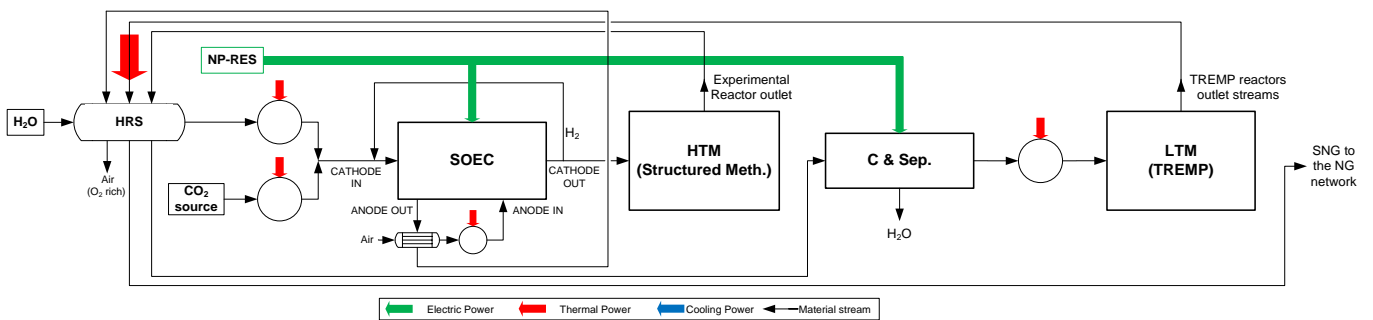 NP-RES
Experimental
Reactor outlet
TREMP reactors
outlet streams
H₂O
HRS
Air
(O₂ rich)
CO₂
source
CATHODE
IN
SOEC
H₂
CATHODE
OUT
ANODE OUT
ANODE IN
Air
HTM
(Structured Meth.)
C & Sep.
H₂O
LTM
(TREMP)
SNG to
the NG
network
Electric Power
Thermal Power
Cooling Power
Material stream